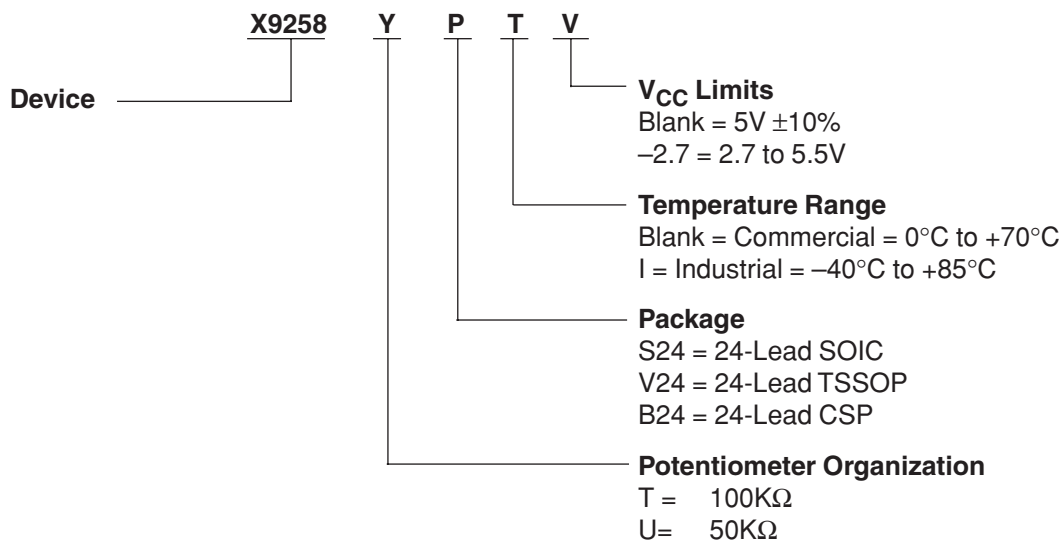 X9258 Y P T V
Device
VCC Limits
Blank = 5V ±10%
–2.7 = 2.7 to 5.5V
Temperature Range
Blank = Commercial = 0°C to +70°C
I = Industrial = –40°C to +85°C
Package
S24 = 24-Lead SOIC
V24 = 24-Lead TSSOP
B24 = 24-Lead CSP
Potentiometer Organization
T = 100KΩ
U= 50KΩ